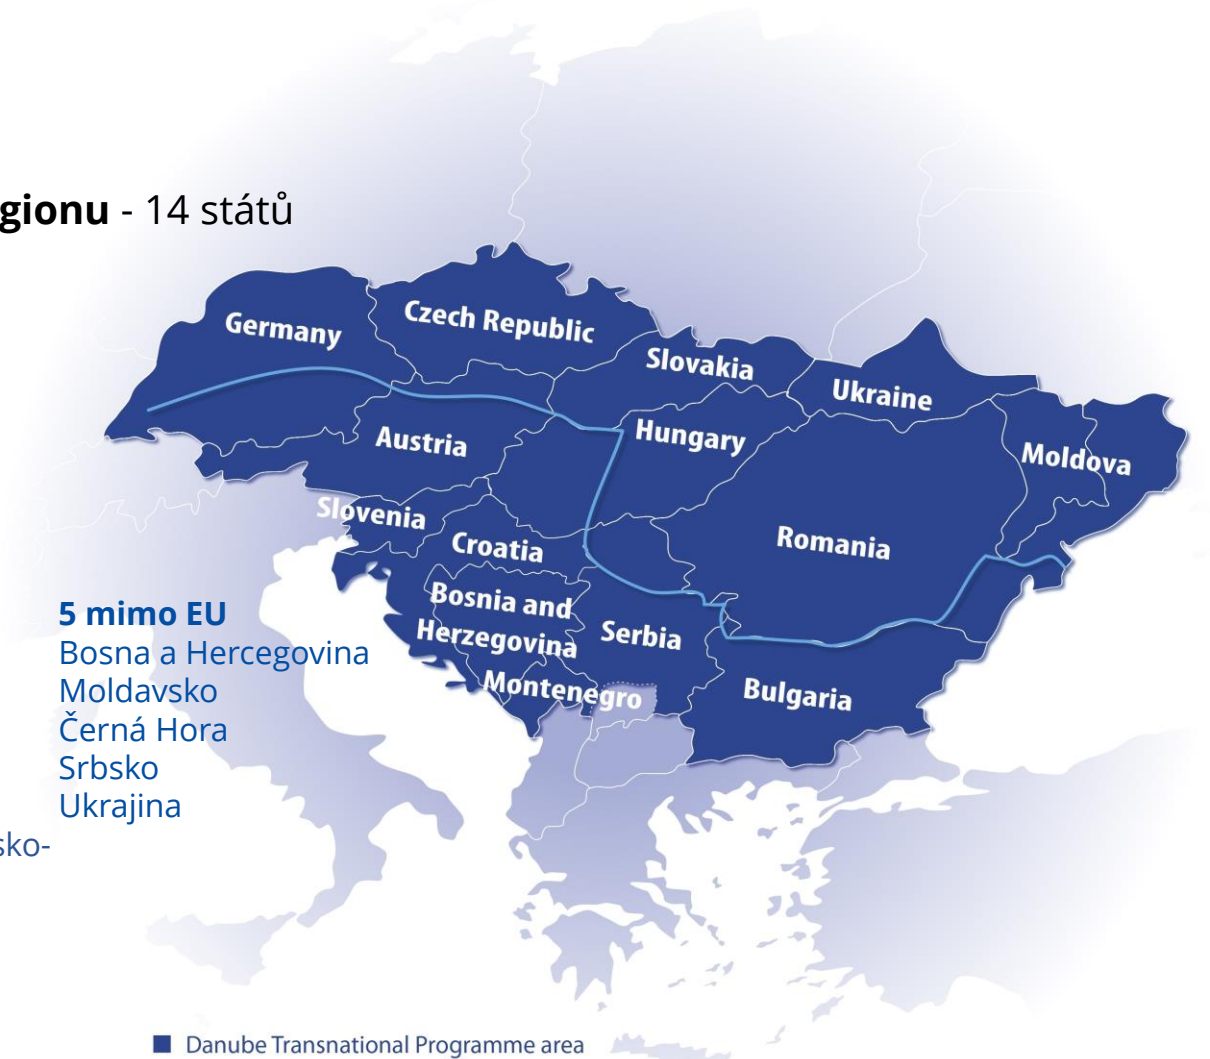 gionu - 14 států
Germany
Czech Republic
Slovakia
Ukraine
Austria
Hungary
Moldova
Slovenia
Croatia
Romania
Bosnia and
Herzegovina
Serbia
Montenegro
Bulgaria
5 mimo EU
Bosna a Hercegovina
Moldavsko
Černá Hora
Srbsko
Ukrajina
sko-
Danube Transnational Programme area